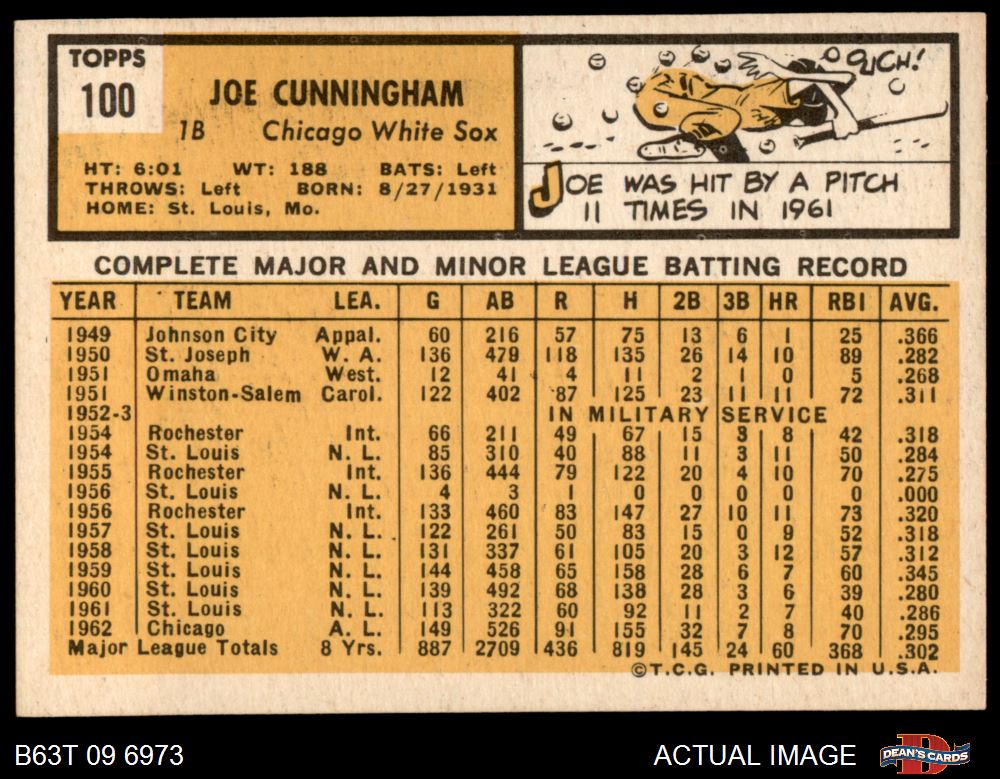 TOPPS
100
JOE CUNNINGHAM
1B Chicago White Sox
HT: 6:01 WT: 188 BATS: Left
THROWS: Left BORN: 8/27/1931
HOME: St. Louis, Mo.
OUCH!
JOE WAS HIT BY A PITCH
11 TIMES IN 1961
COMPLETE MAJOR AND MINOR LEAGUE BATTING RECORD
YEAR TEAM LEA. G AB R H 2B 3B HR RBI AVG.
1949 Johnson City Appal. 60 216 57 75 13 6 1 25 .366
1950 St. Joseph W. A. 136 479 118 135 26 14 10 89 .282
1951 Omaha West. 12 41 4 11 2 1 0 5 .268
1951 Winston-Salem Carol. 122 402 87 125 23 11 11 72 .311
1952-3 IN MILITARY SERVICE
1954 Rochester Int. 66 211 49 67 15 3 8 42 .318
1954 St. Louis N. L. 85 310 40 88 11 3 11 50 .284
1955 Rochester Int. 136 444 79 122 20 4 10 70 .275
1956 St. Louis N. L. 4 3 1 0 0 0 0 0 .000
1956 Rochester Int. 133 460 83 147 27 10 11 73 .320
1957 St. Louis N. L. 122 261 50 83 15 0 9 52 .318
1958 St. Louis N. L. 131 337 61 105 20 3 12 57 .312
1959 St. Louis N. L. 144 458 65 158 28 6 7 60 .345
1960 St. Louis N. L. 139 492 68 138 28 3 6 39 .280
1961 St. Louis N. L. 113 322 60 92 11 2 7 40 .286
1962 Chicago A. L. 149 526 91 155 32 7 8 70 .295
Major League Totals 8 Yrs. 887 2709 436 819 145 24 60 368 .302
©T.C.G. PRINTED IN U.S.A.
B63T 09 6973 ACTUAL IMAGE DEAN'S CARDS